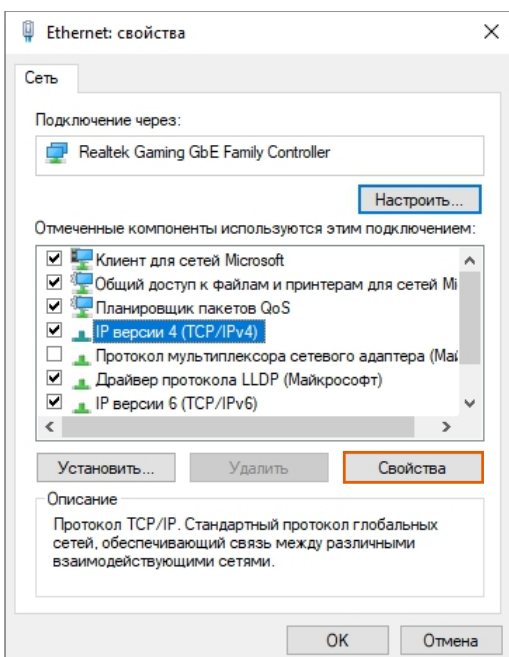 Ethernet: свойства
Сеть
Подключение через:
Realtek Gaming GbE Family Controller
Настроить...
Отмеченные компоненты используются этим подключением:
Клиент для сетей Microsoft
Общий доступ к файлам и принтерам для сетей Mi
Планировщик пакетов QoS
IP версии 4 (TCP/IPv4)
Протокол мультиплексора сетевого адаптера (Май
Драйвер протокола LLDP (Майкрософт)
IP версии 6 (TCP/IPv6)
Установить... Удалить Свойства
Описание
Протокол TCP/IP. Стандартный протокол глобальных
сетей, обеспечивающий связь между различными
взаимодействующими сетями.
OK Отмена